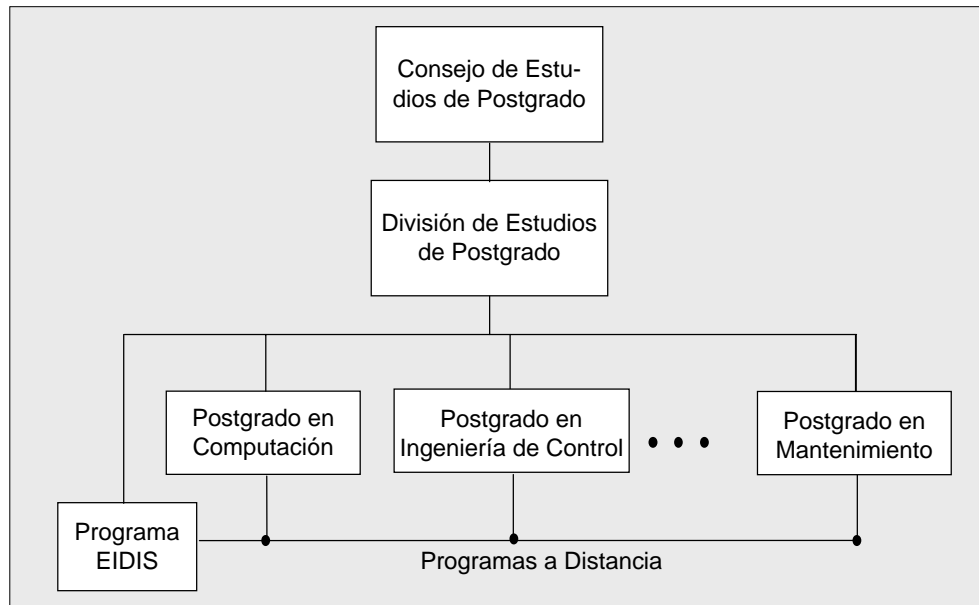 Consejo de Estu-
dios de Postgrado
División de Estudios
de Postgrado
Postgrado en
Computación
Postgrado en
Ingeniería de Control
Postgrado en
Mantenimiento
Programa
EIDIS
Programas a Distancia